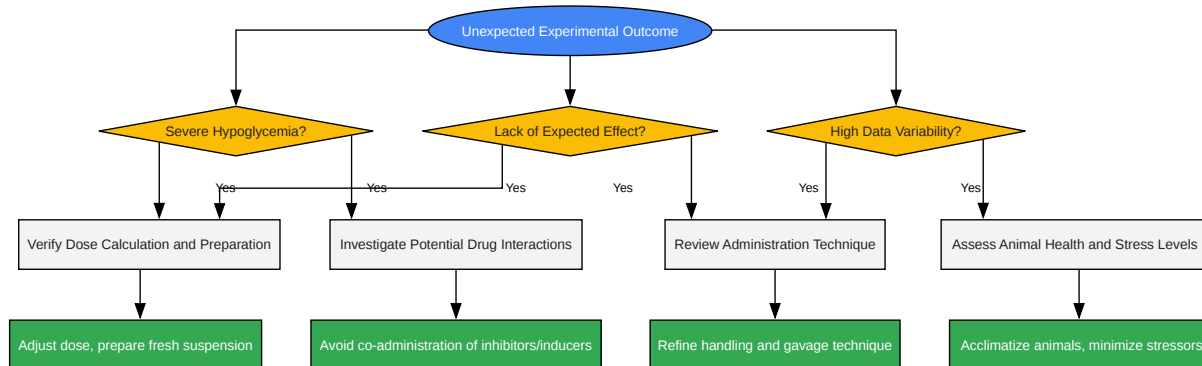 Unexpected Experimental Outcome
Severe Hypoglycemia?
Lack of Expected Effect?
High Data Variability?
Yes
Yes
Yes
Yes
Yes
Yes
Verify Dose Calculation and Preparation
Investigate Potential Drug Interactions
Review Administration Technique
Assess Animal Health and Stress Levels
Adjust dose, prepare fresh suspension
Avoid co-administration of inhibitors/inducers
Refine handling and gavage technique
Acclimatize animals, minimize stressors